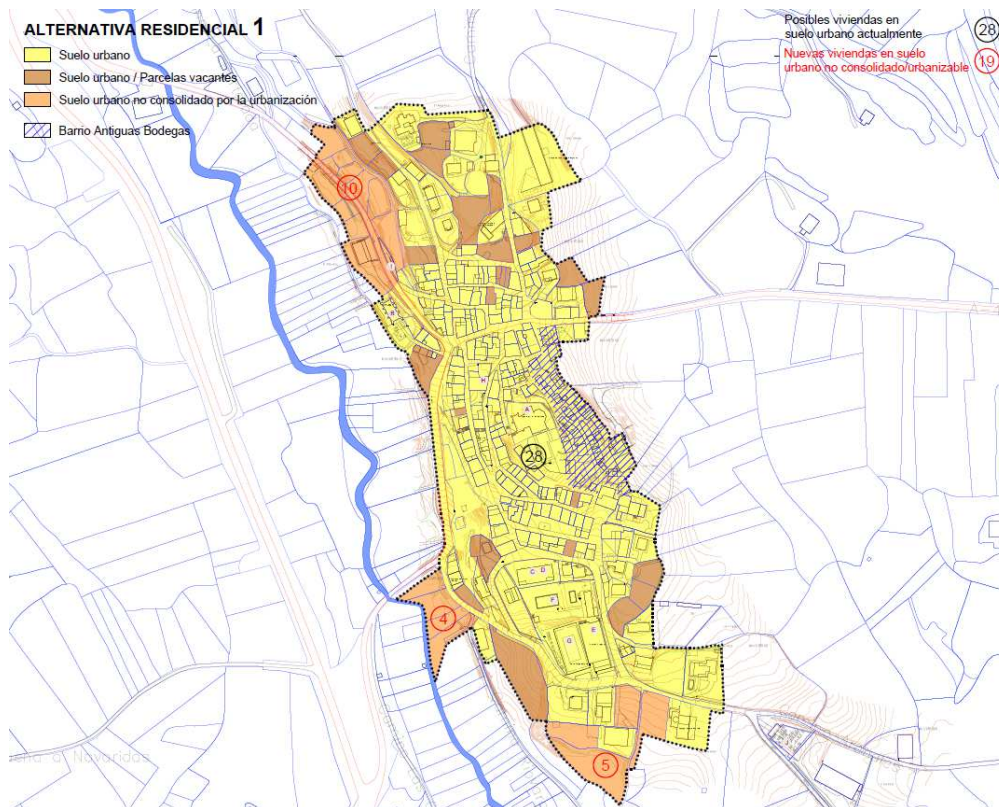 ALTERNATIVA RESIDENCIAL 1
Suelo urbano
Suelo urbano / Parcelas vacantes
Suelo urbano no consolidado por la urbanización
Barrio Antiguas Bodegas
Posibles viviendas en
suelo urbano actualmente
28
Nuevas viviendas en suelo
urbano no consolidado/urbanizable
19
10
H
A
28
C D
F
E
G
4
5
a Navaridas